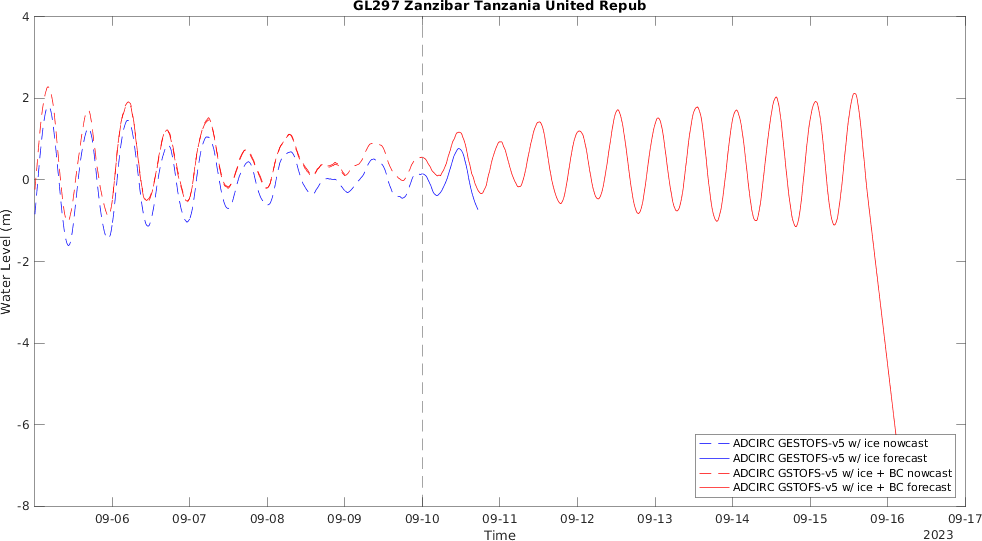 GL297 Zanzibar Tanzania United Repub
4
2
0
-2
-4
-6
-8
Water Level (m)
09-06
09-07
09-08
09-09
09-10
09-11
09-12
09-13
09-14
09-15
09-16
09-17
Time
2023
ADCIRC GESTOFS-v5 w/ ice nowcast
ADCIRC GESTOFS-v5 w/ ice forecast
ADCIRC GSTOFS-v5 w/ ice + BC nowcast
ADCIRC GSTOFS-v5 w/ ice + BC forecast